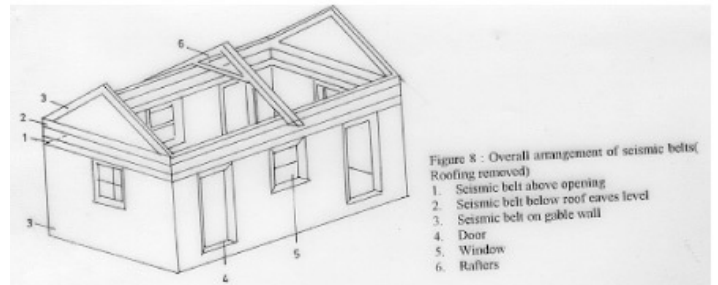 6
3
2
1
3
4
5
Figure 8 : Overall arrangement of seismic belts(
Roofing removed)
1. Seismic belt above opening
2. Seismic belt below roof eaves level
3. Seismic belt on gable wall
4. Door
5. Window
6. Rafters